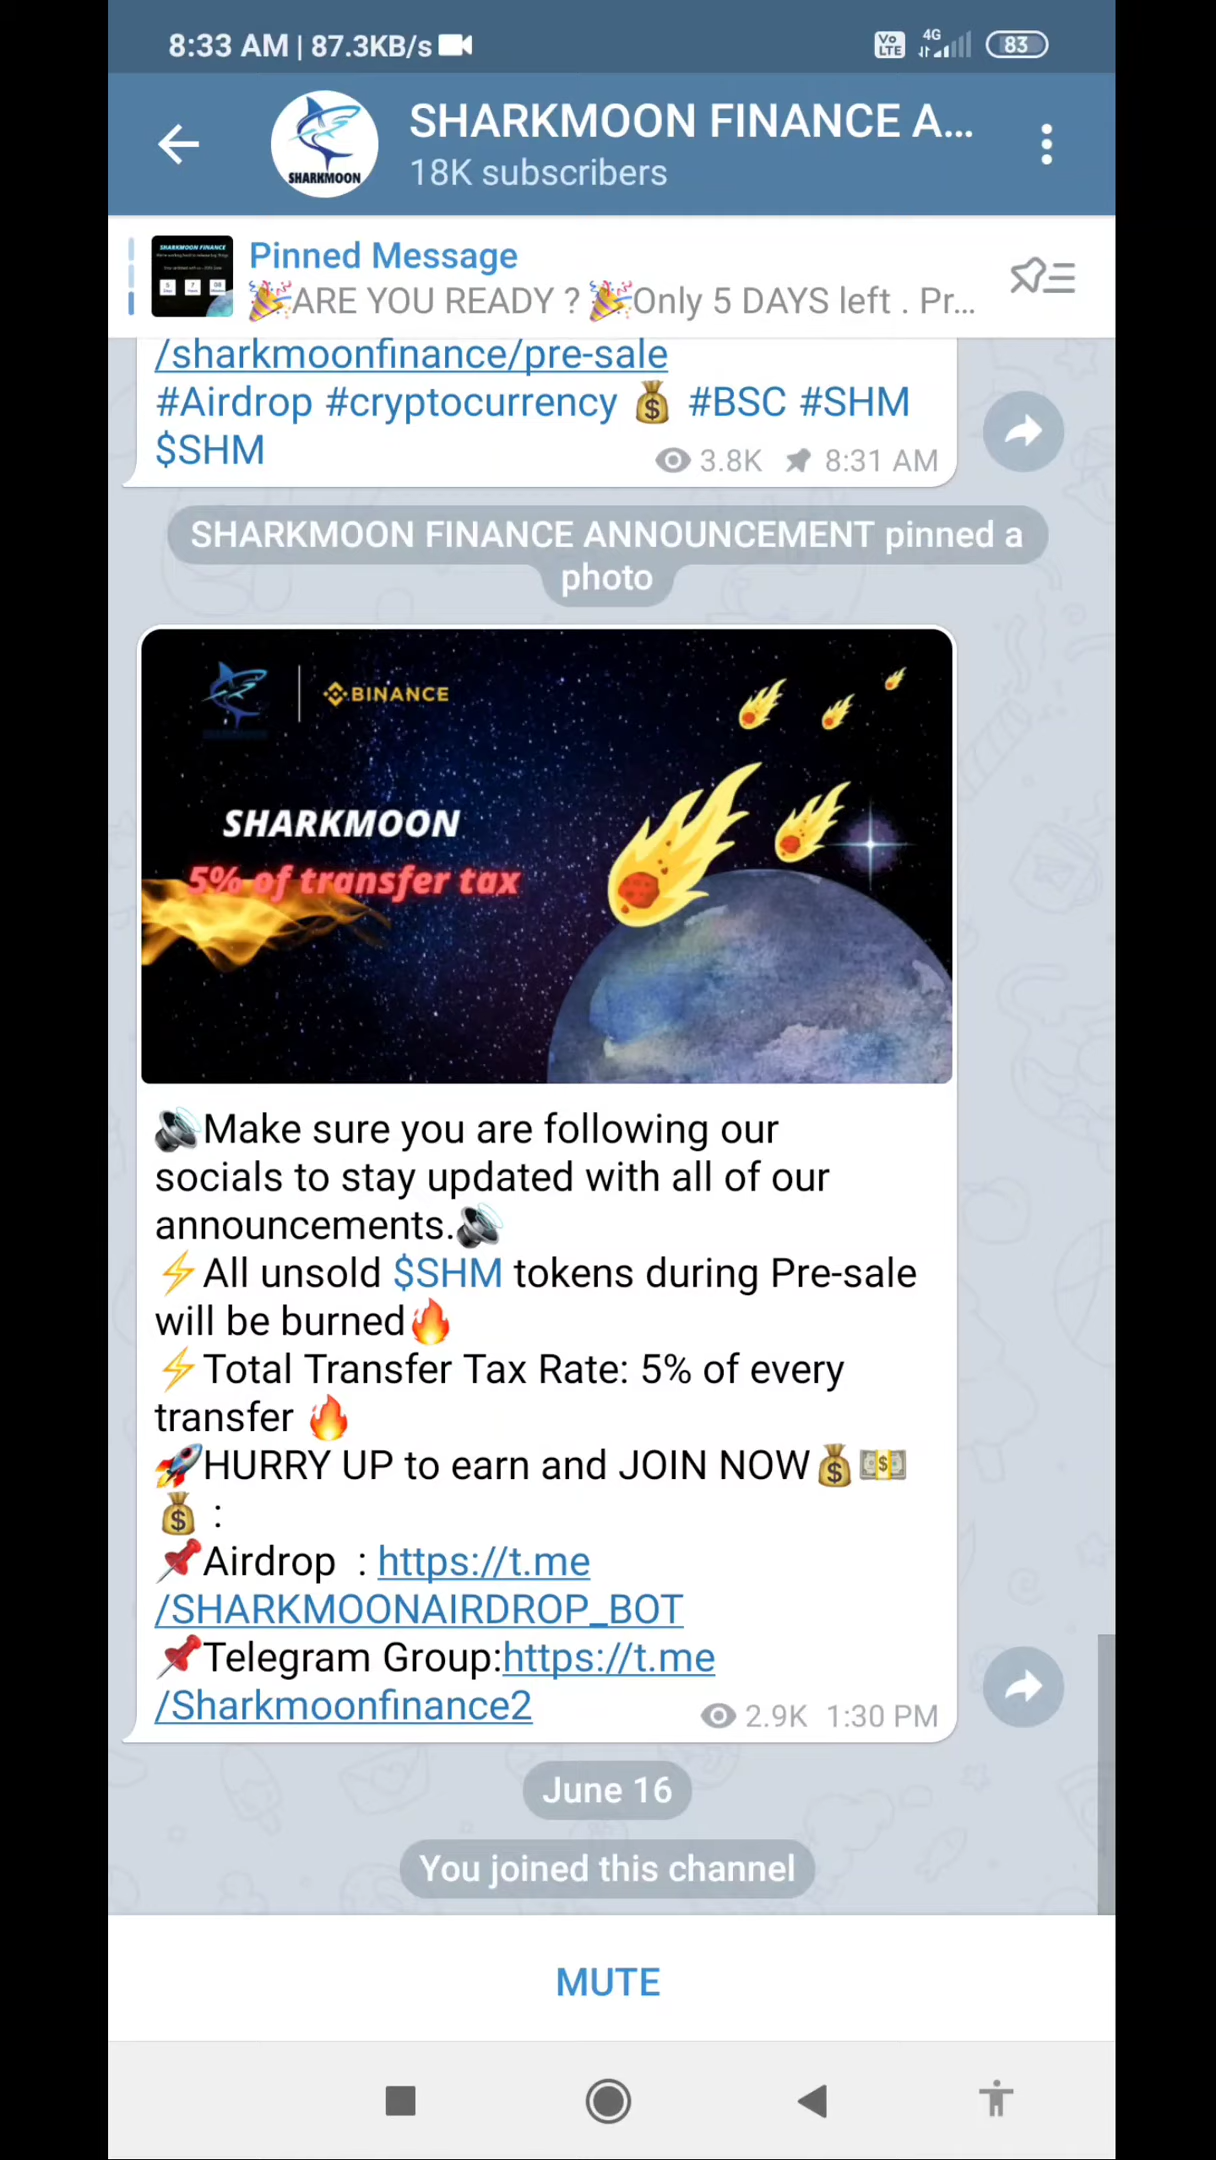 8:33 AM | 87.3KB/s
Vo LTE 4G 83
SHARKMOON FINANCE A...
18K subscribers
SHARKMOON
Pinned Message
🎉ARE YOU READY ? 🎉Only 5 DAYS left . Pr...
SHARKMOON FINANCE
/sharkmoonfinance/pre-sale
#Airdrop #cryptocurrency 💰 #BSC #SHM
$SHM
3.8K 8:31 AM
SHARKMOON FINANCE ANNOUNCEMENT pinned a
photo
BINANCE
SHARKMOON
5% of transfer tax
🔊Make sure you are following our
socials to stay updated with all of our
announcements.🔊
⚡All unsold $SHM tokens during Pre-sale
will be burned🔥
⚡Total Transfer Tax Rate: 5% of every
transfer 🔥
🚀HURRY UP to earn and JOIN NOW💰💵
💰 :
📌Airdrop : https://t.me
/SHARKMOONAIRDROP_BOT
📌Telegram Group:https://t.me
/Sharkmoonfinance2
2.9K 1:30 PM
June 16
You joined this channel
MUTE